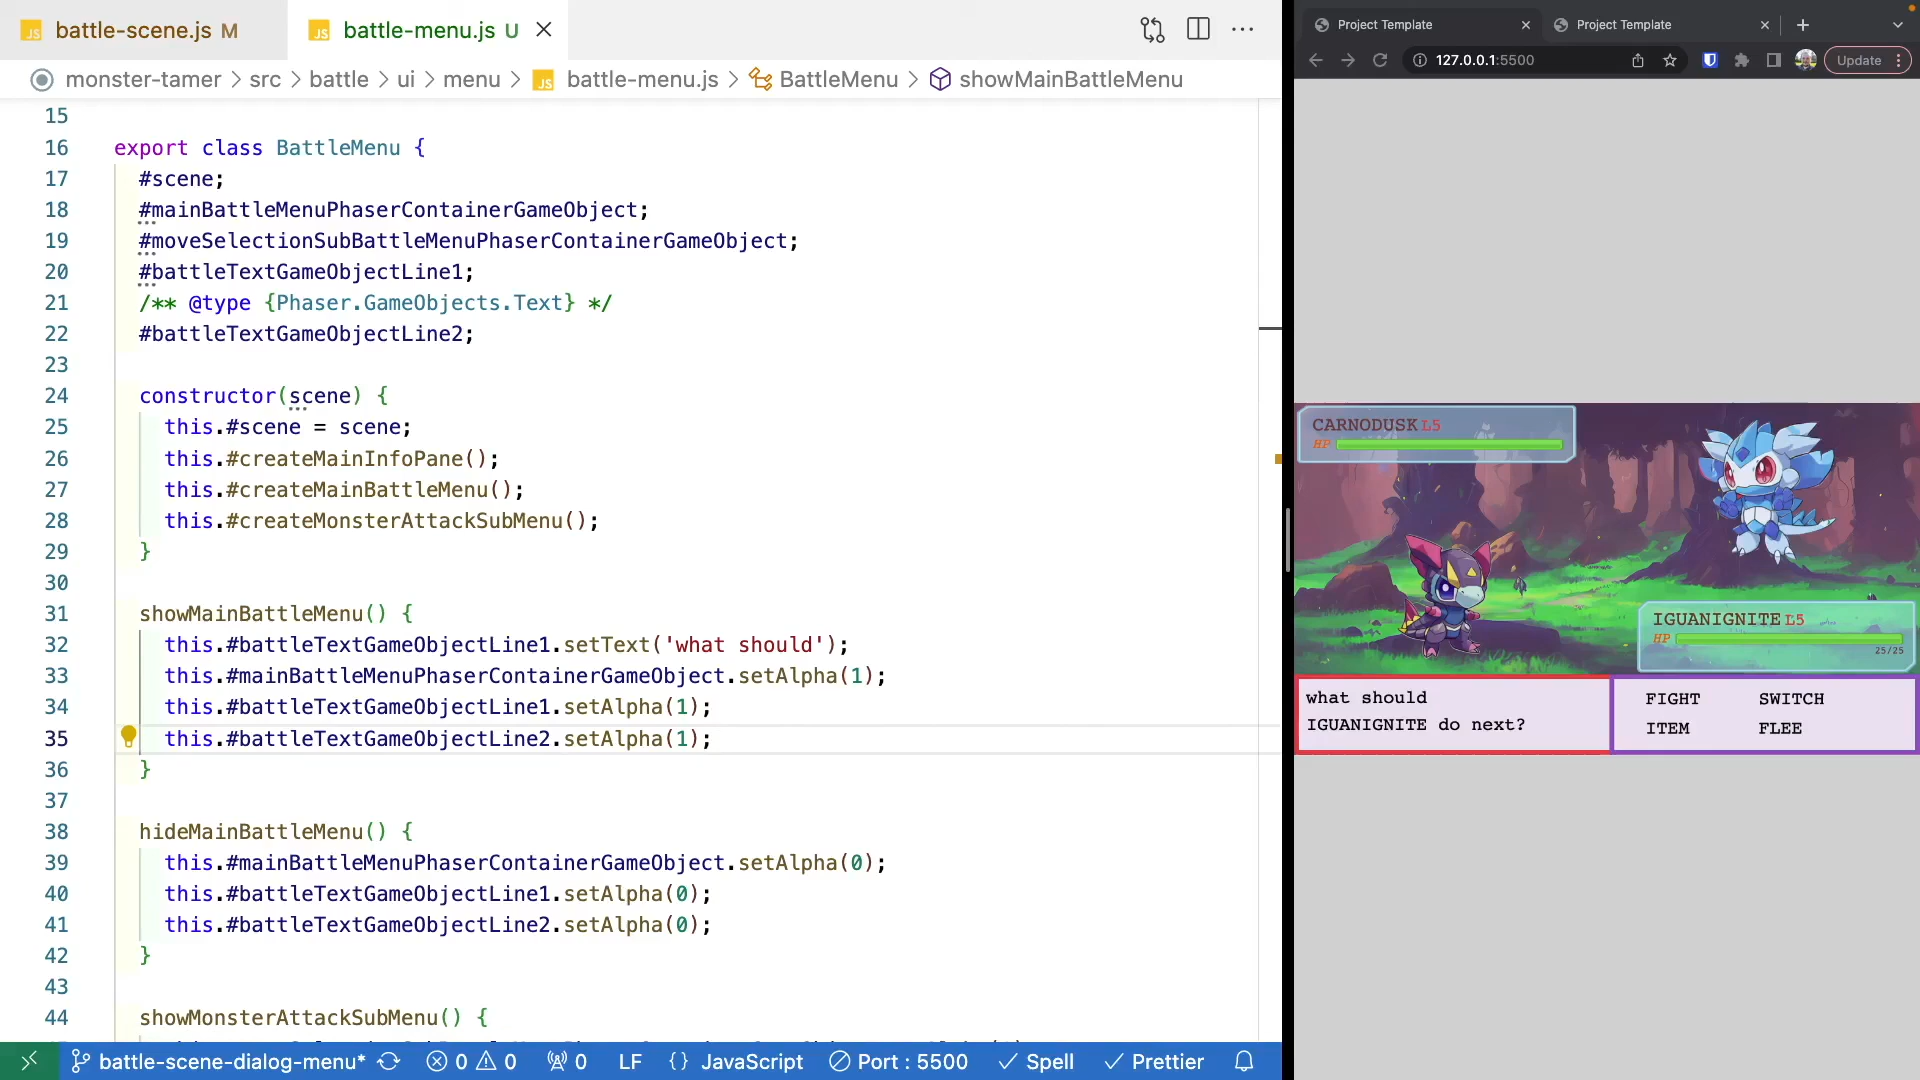 battle-scene.js M
battle-menu.js U
monster-tamer > src > battle > ui > menu > battle-menu.js > BattleMenu > showMainBattleMenu
15
16 export class BattleMenu {
17 #scene;
18 #mainBattleMenuPhaserContainerGameObject;
19 #moveSelectionSubBattleMenuPhaserContainerGameObject;
20 #battleTextGameObjectLine1;
21 /** @type {Phaser.GameObjects.Text} */
22 #battleTextGameObjectLine2;
23
24 constructor(scene) {
25 this.#scene = scene;
26 this.#createMainInfoPane();
27 this.#createMainBattleMenu();
28 this.#createMonsterAttackSubMenu();
29 }
30
31 showMainBattleMenu() {
32 this.#battleTextGameObjectLine1.setText('what should');
33 this.#mainBattleMenuPhaserContainerGameObject.setAlpha(1);
34 this.#battleTextGameObjectLine1.setAlpha(1);
35 this.#battleTextGameObjectLine2.setAlpha(1);
36 }
37
38 hideMainBattleMenu() {
39 this.#mainBattleMenuPhaserContainerGameObject.setAlpha(0);
40 this.#battleTextGameObjectLine1.setAlpha(0);
41 this.#battleTextGameObjectLine2.setAlpha(0);
42 }
43
44 showMonsterAttackSubMenu() {
battle-scene-dialog-menu* 0 0 0 LF {} JavaScript Port : 5500 Spell Prettier
Project Template
Project Template
127.0.0.1:5500
Update
CARNODUSK L5
HP
IGUANIGNITE L5
HP
25/25
what should
IGUANIGNITE do next?
FIGHT SWITCH
ITEM FLEE